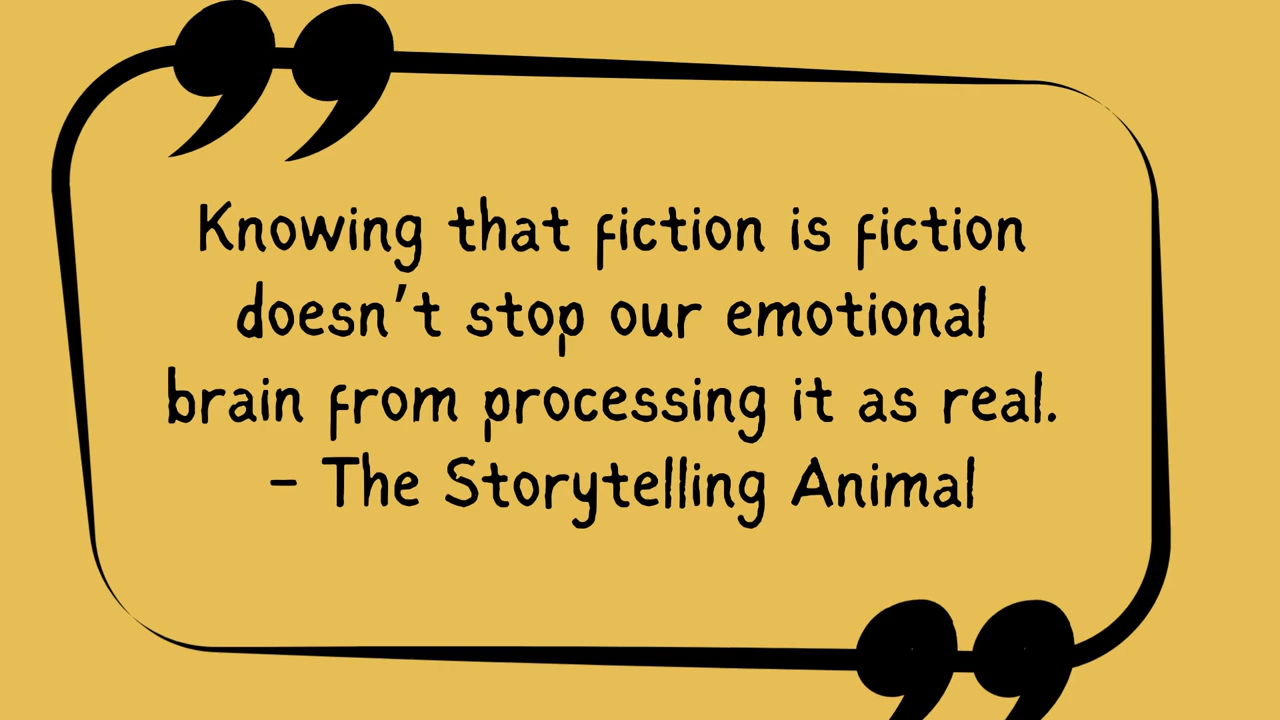 Knowing that fiction is fiction
doesn't stop our emotional
brain from processing it as real.
- The Storytelling Animal